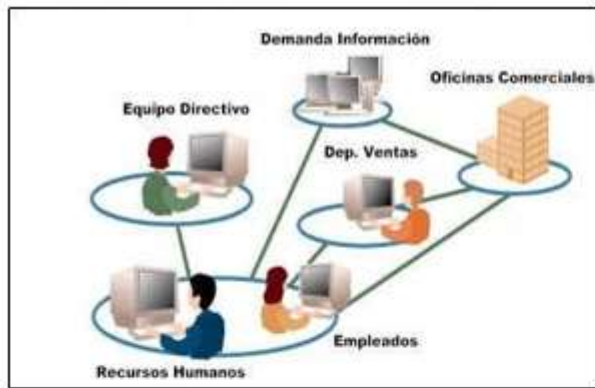 Demanda Información
Oficinas Comerciales
Equipo Directivo
Dep. Ventas
Empleados
Recursos Humanos